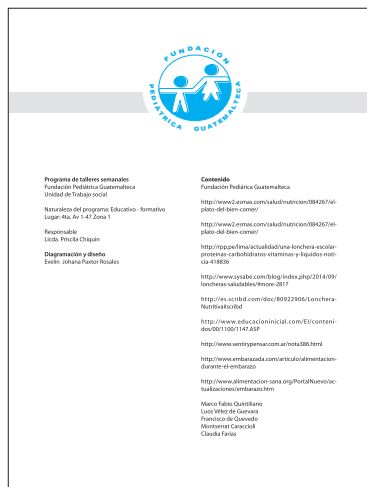 FUNDACIÓN
PEDIÁTRICA GUATEMALTECA
Programa de talleres semanales
Fundación Pediátrica Guatemalteca
Unidad de Trabajo social
Naturaleza del programa: Educativo - formativo
Lugar: 4ta. Av 1-47 Zona 1
Responsable
Licda. Priscila Chiquin
Diagramación y diseño
Evelin Johana Paxtor Rosales
Contenido
Fundación Pediárica Guatemalteca
http://www2.esmas.com/salud/nutricion/084267/el-
plato-del-bien-comer/
http://www2.esmas.com/salud/nutricion/084267/el-
plato-del-bien-comer/
http://rpp.pe/lima/actualidad/una-lonchera-escolar-
proteinas-carbohidratos-vitaminas-y-liquidos-noti-
cia-418836
http://www.sysabe.com/blog/index.php/2014/09/
loncheras-saludables/#more-2817
http://es.scribd.com/doc/80922906/Lonchera-
Nutritiva#scribd
http://www.educacioninicial.com/EI/conteni-
dos/00/1100/1147.ASP
http://www.sentirypensar.com.ar/nota386.html
http://www.embarazada.com/articulo/alimentacion-
durante-el-embarazo
http://www.alimentacion-sana.org/PortalNuevo/ac-
tualizaciones/embarazo.htm
Marco Fabio Quintiliano
Luos Vélez de Guevara
Francisco de Quevedo
Montserrat Caraccioli
Claudia Farias